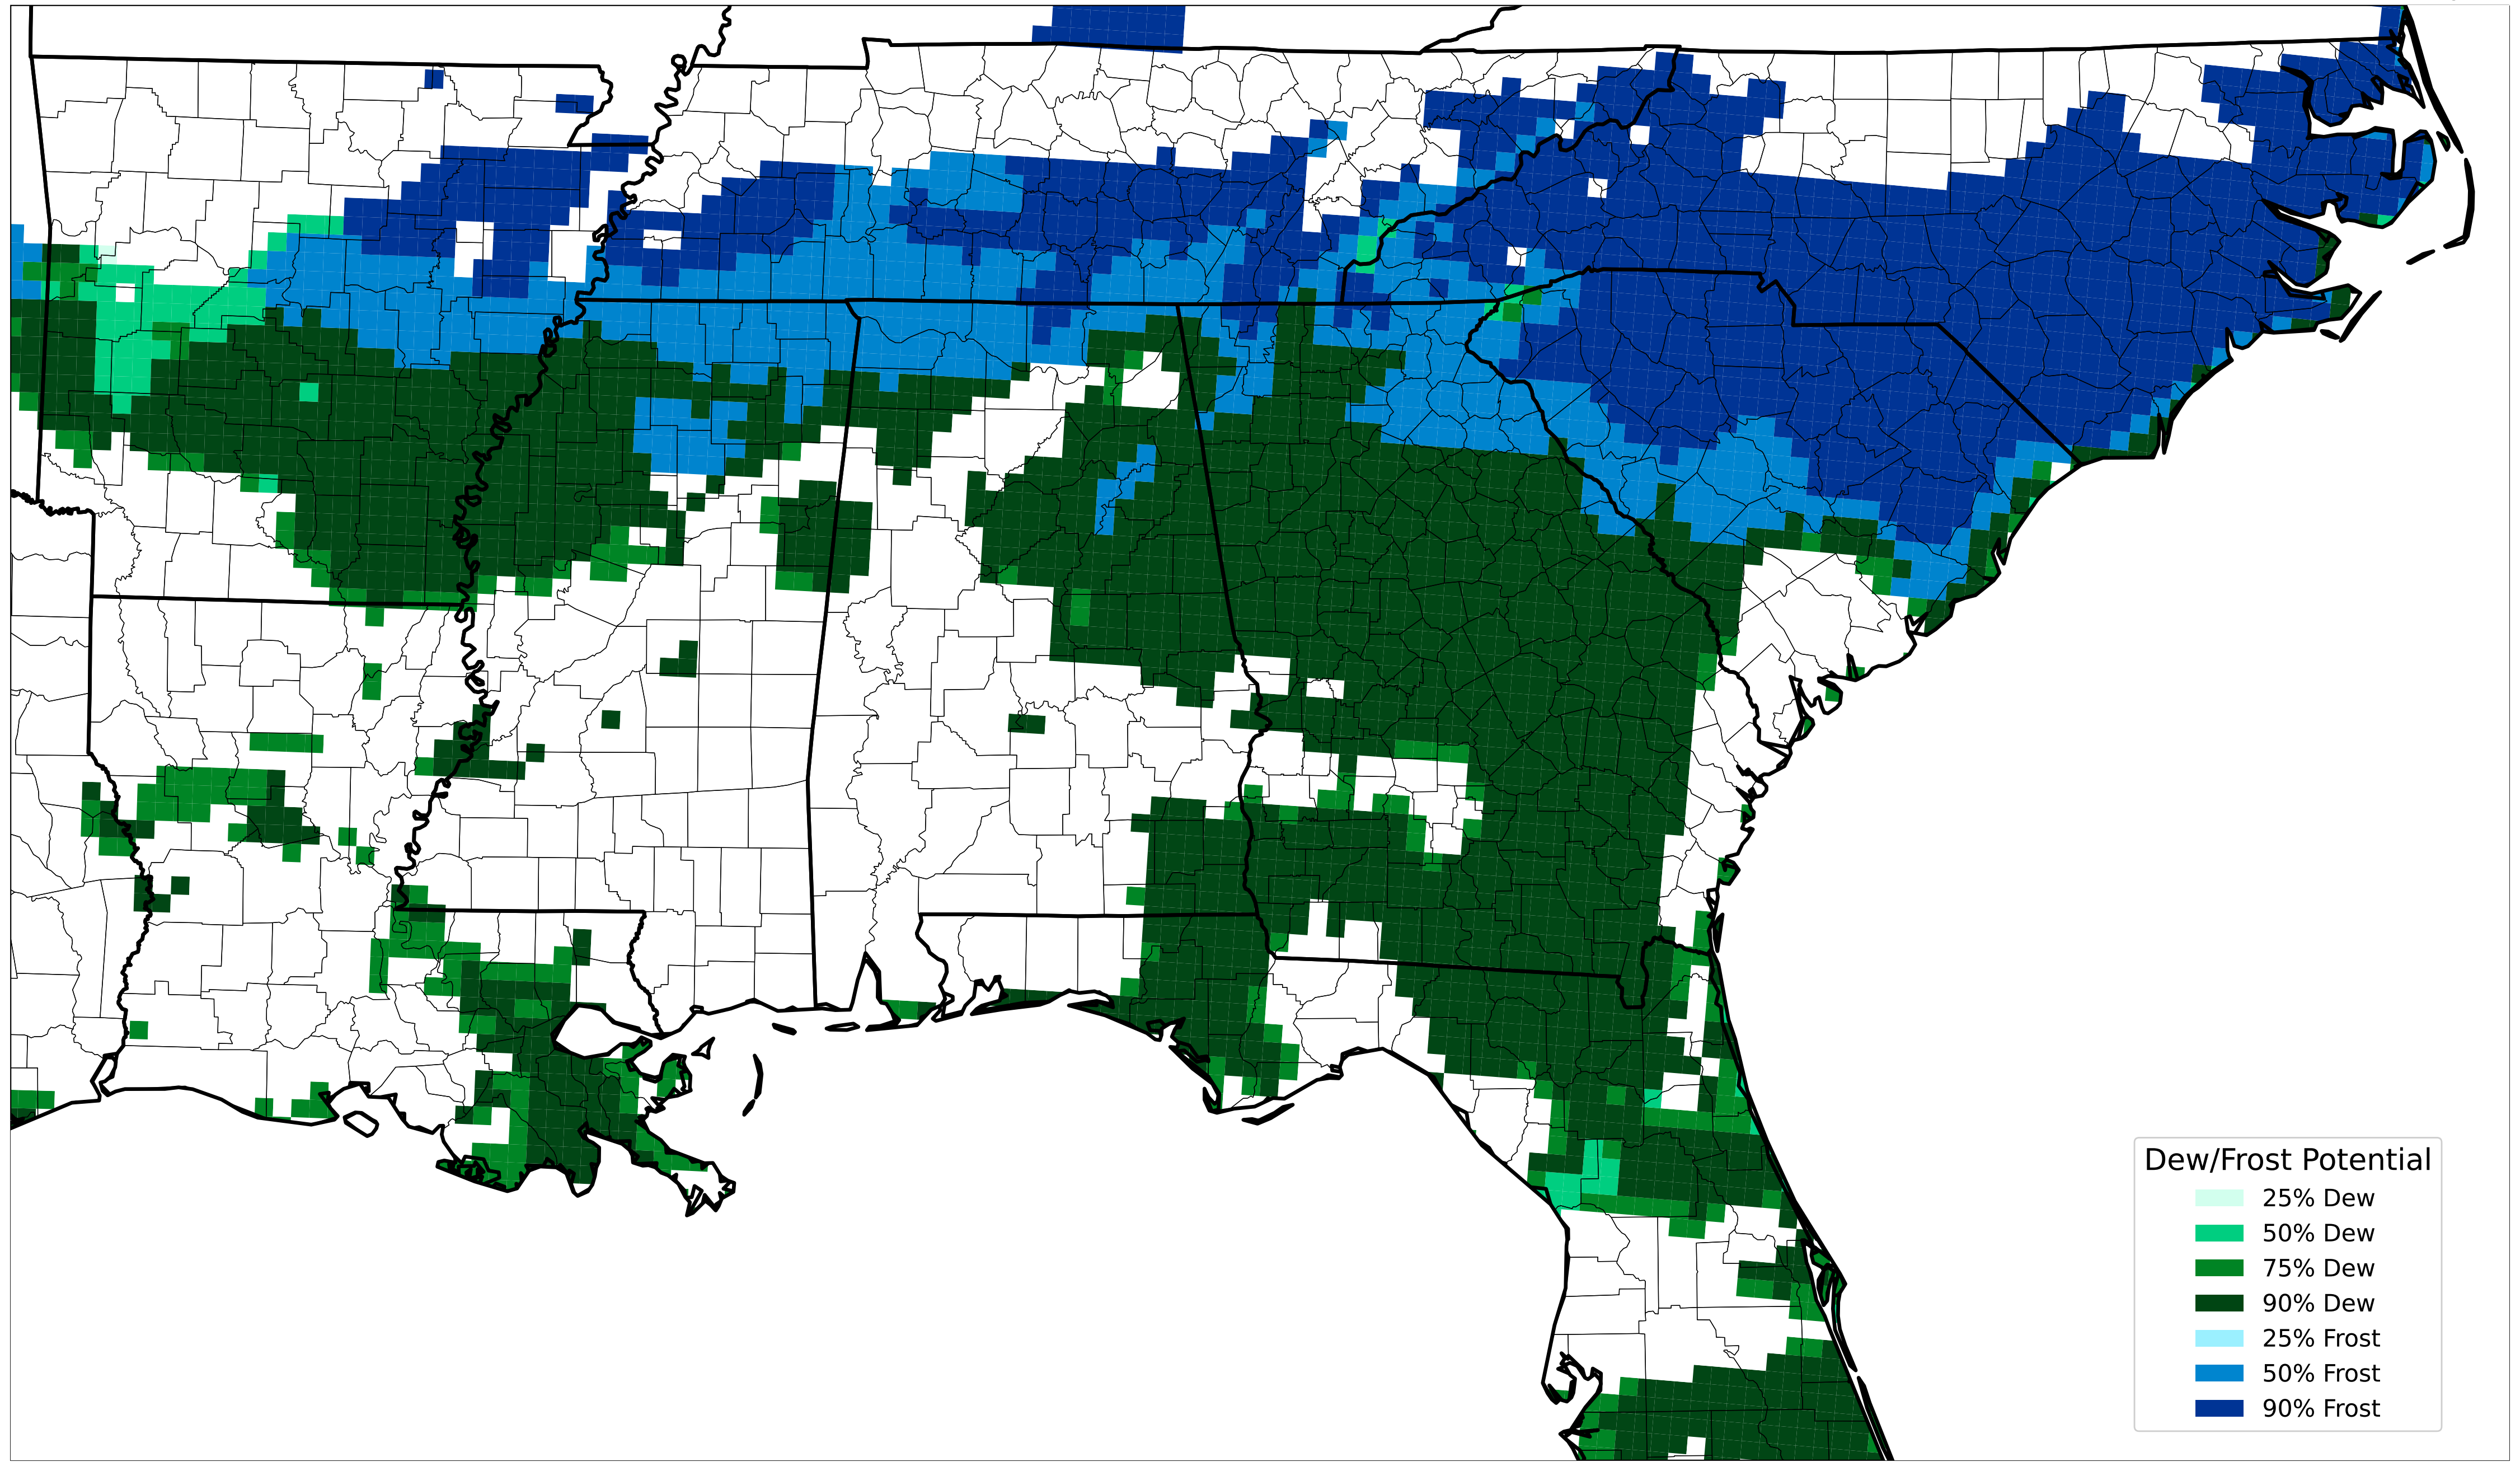 Dew/Frost Potential
25% Dew
50% Dew
75% Dew
90% Dew
25% Frost
50% Frost
90% Frost